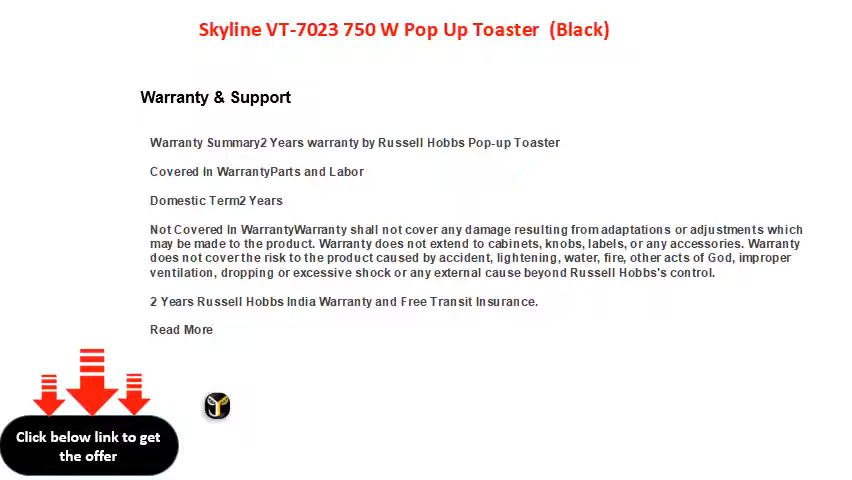 Skyline VT-7023 750 W Pop Up Toaster (Black)
Warranty & Support
Warranty Summary2 Years warranty by Russell Hobbs Pop-up Toaster
Covered In WarrantyParts and Labor
Domestic Term2 Years
Not Covered In WarrantyWarranty shall not cover any damage resulting from adaptations or adjustments which
may be made to the product. Warranty does not extend to cabinets, knobs, labels, or any accessories. Warranty
does not cover the risk to the product caused by accident, lightening, water, fire, other acts of God, improper
ventilation, dropping or excessive shock or any external cause beyond Russell Hobbs's control.
2 Years Russell Hobbs India Warranty and Free Transit Insurance.
Read More
Click below link to get
the offer